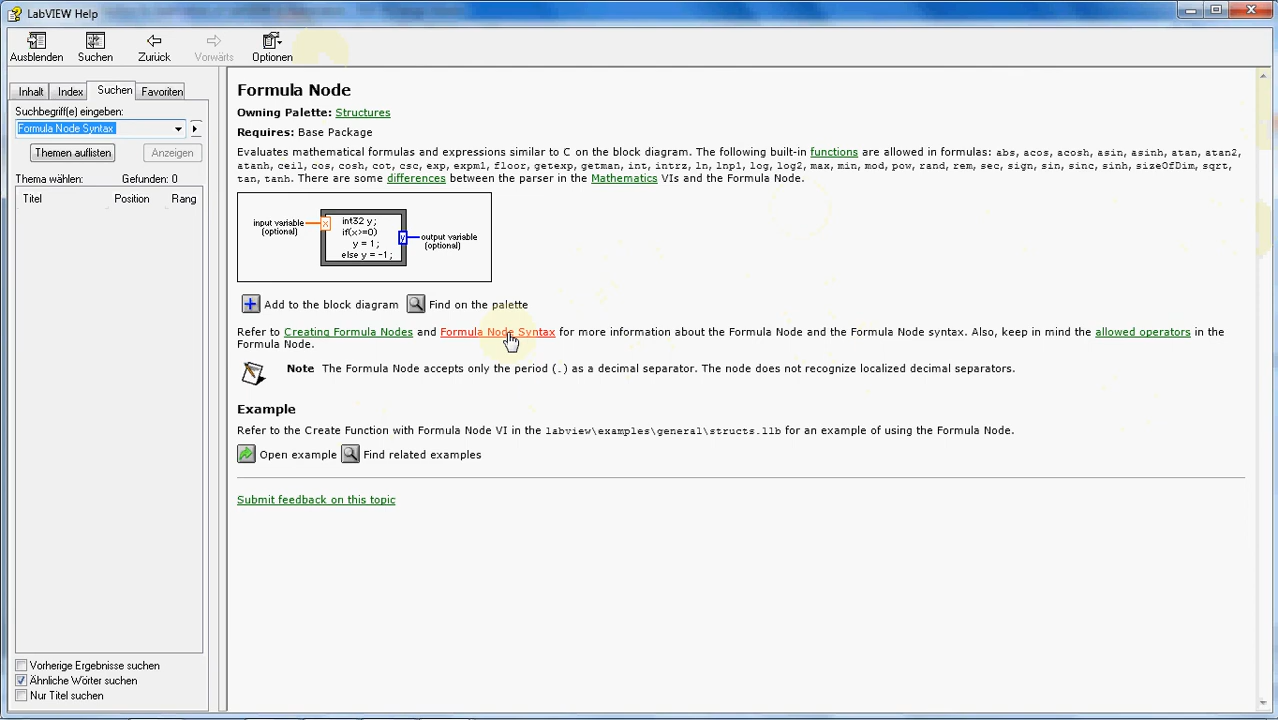 LabVIEW Help
Ausblenden Suchen Zurück Vorwärts Optionen
Inhalt Index Suchen Favoriten
Suchbegriff(e) eingeben:
Formula Node Syntax
Themen auflisten Anzeigen
Thema wählen: Gefunden: 0
Titel Position Rang
Vorherige Ergebnisse suchen
Ähnliche Wörter suchen
Nur Titel suchen
Formula Node
Owning Palette: Structures
Requires: Base Package
Evaluates mathematical formulas and expressions similar to C on the block diagram. The following built-in functions are allowed in formulas: abs, acos, acosh, asin, asinh, atan, atan2,
atanh, ceil, cos, cosh, cot, csc, exp, expm1, floor, getexp, getman, int, intrz, ln, lnp1, log, log2, max, min, mod, pow, rand, rem, sec, sign, sin, sinc, sinh, sizeOfDim, sqrt,
tan, tanh. There are some differences between the parser in the Mathematics VIs and the Formula Node.
input variable
(optional)
x
int32 y;
if(x>=0)
y = 1;
else y = -1;
y
output variable
(optional)
Add to the block diagram Find on the palette
Refer to Creating Formula Nodes and Formula Node Syntax for more information about the Formula Node and the Formula Node syntax. Also, keep in mind the allowed operators in the
Formula Node.
Note The Formula Node accepts only the period (.) as a decimal separator. The node does not recognize localized decimal separators.
Example
Refer to the Create Function with Formula Node VI in the labview\examples\general\structs.llb for an example of using the Formula Node.
Open example Find related examples
Submit feedback on this topic